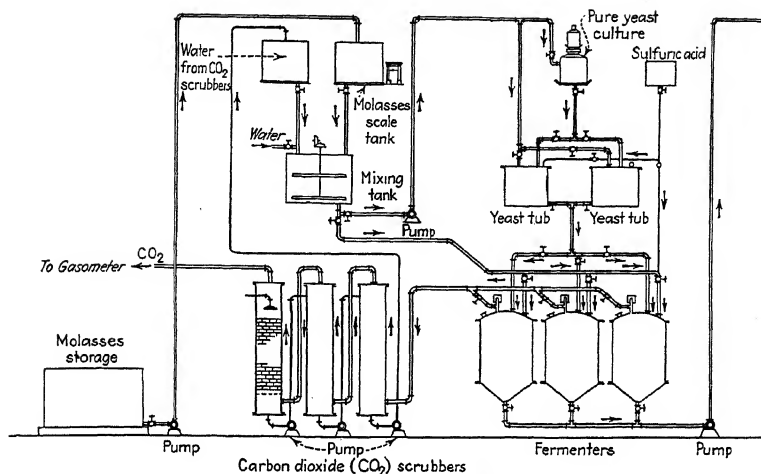 Pure yeast
culture
Sulfuric acid
Water
from CO2
scrubbers
Molasses
scale
tank
Water
Mixing
tank
Pump
Yeast tub
Yeast tub
CO2
To Gasometer
Molasses
storage
Pump
Pump
Fermenters
Pump
Carbon dioxide (CO2) scrubbers